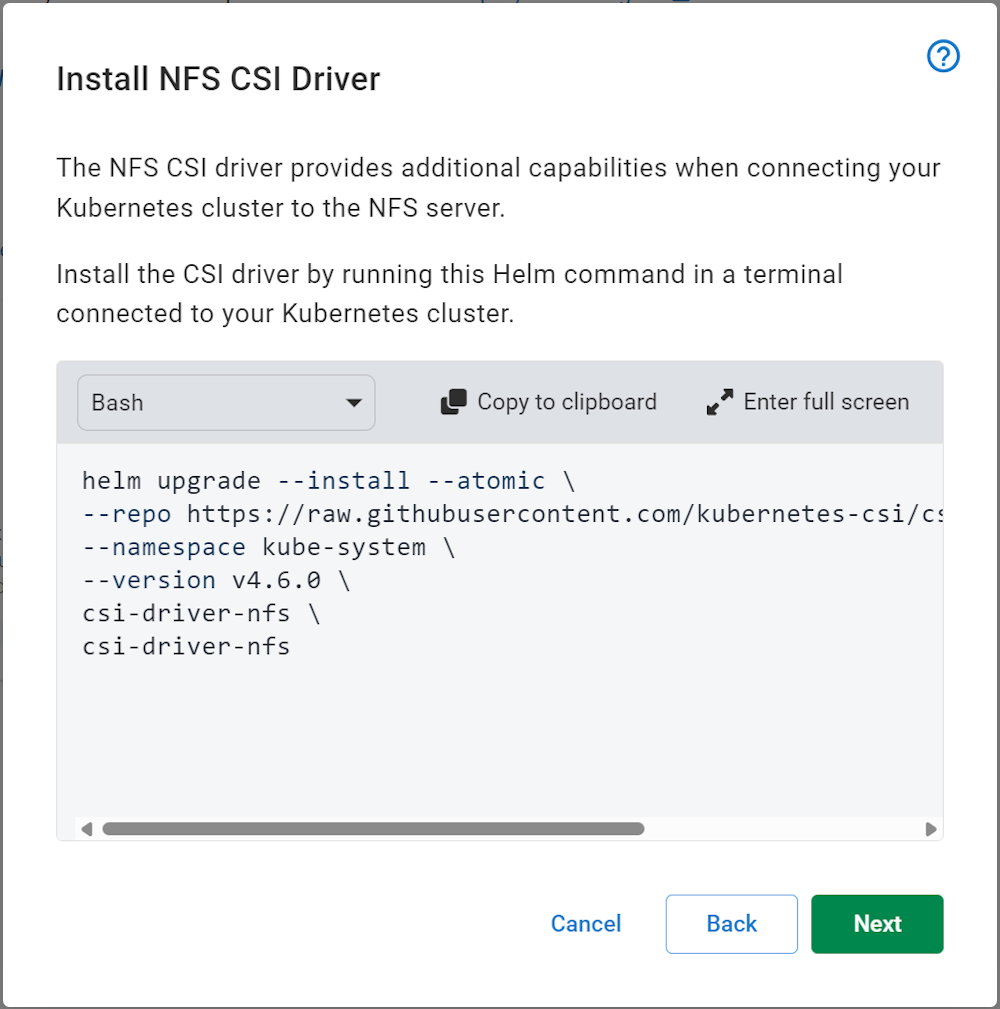 Install NFS CSI Driver
The NFS CSI driver provides additional capabilities when connecting your
Kubernetes cluster to the NFS server.
Install the CSI driver by running this Helm command in a terminal
connected to your Kubernetes cluster.
Bash
Copy to clipboard
Enter full screen
helm upgrade --install --atomic \
--repo https://raw.githubusercontent.com/kubernetes-csi/cs
--namespace kube-system \
--version v4.6.0 \
csi-driver-nfs \
csi-driver-nfs
Cancel
Back
Next